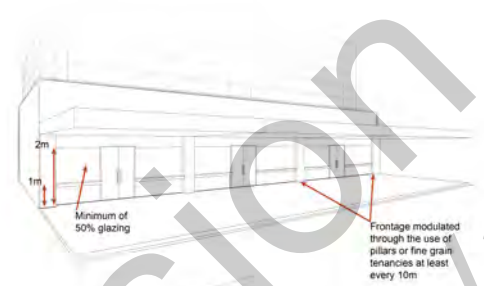 2m
1m
Minimum of
50% glazing
Frontage modulated
through the use of
pillars or fine grain
tenancies at least
every 10m